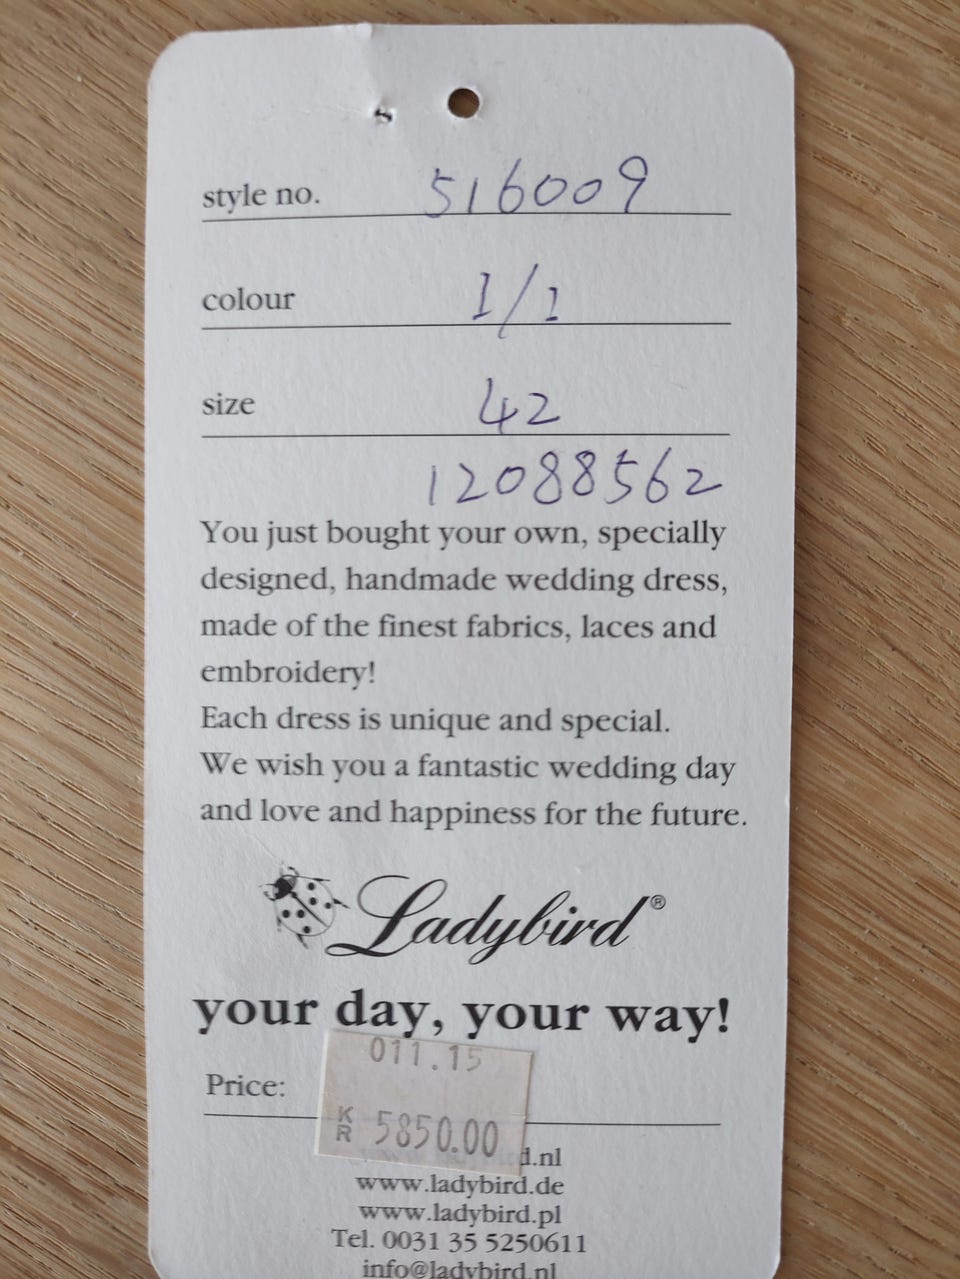 style no. 516009
colour I/I
size 42
12088562
You just bought your own, specially
designed, handmade wedding dress,
made of the finest fabrics, laces and
embroidery!
Each dress is unique and special.
We wish you a fantastic wedding day
and love and happiness for the future.
Ladybird®
your day, your way!
011.15
Price:
KR 5850.00
d.nl
www.ladybird.de
www.ladybird.pl
Tel. 0031 35 5250611
info@ladybird.nl